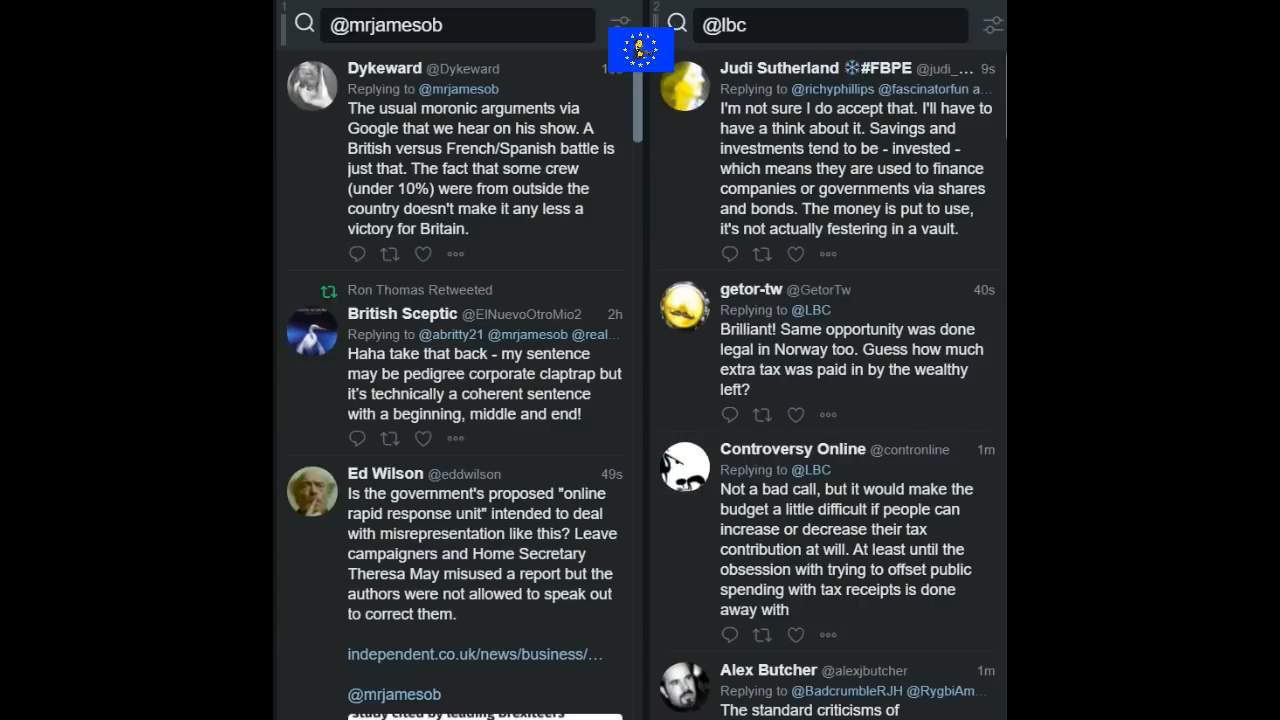 1
@mrjamesob
Dykeward @Dykeward
Replying to @mrjamesob
The usual moronic arguments via
Google that we hear on his show. A
British versus French/Spanish battle is
just that. The fact that some crew
(under 10%) were from outside the
country doesn't make it any less a
victory for Britain.
Ron Thomas Retweeted
British Sceptic @ElNuevoOtroMio2 2h
Replying to @abritty21 @mrjamesob @real...
Haha take that back - my sentence
may be pedigree corporate claptrap but
it's technically a coherent sentence
with a beginning, middle and end!
Ed Wilson @eddwilson 49s
Is the government's proposed "online
rapid response unit" intended to deal
with misrepresentation like this? Leave
campaigners and Home Secretary
Theresa May misused a report but the
authors were not allowed to speak out
to correct them.
independent.co.uk/news/business/...
@mrjamesob
Study cited by leading Brexiteers
2
@lbc
Judi Sutherland ❄#FBPE @judi_... 9s
Replying to @richyphillips @fascinatorfun a...
I'm not sure I do accept that. I'll have to
have a think about it. Savings and
investments tend to be - invested -
which means they are used to finance
companies or governments via shares
and bonds. The money is put to use,
it's not actually festering in a vault.
getor-tw @GetorTw 40s
Replying to @LBC
Brilliant! Same opportunity was done
legal in Norway too. Guess how much
extra tax was paid in by the wealthy
left?
Controversy Online @contronline 1m
Replying to @LBC
Not a bad call, but it would make the
budget a little difficult if people can
increase or decrease their tax
contribution at will. At least until the
obsession with trying to offset public
spending with tax receipts is done
away with
Alex Butcher @alexjbutcher 1m
Replying to @BadcrumbleRJH @RygbiAm...
The standard criticisms of